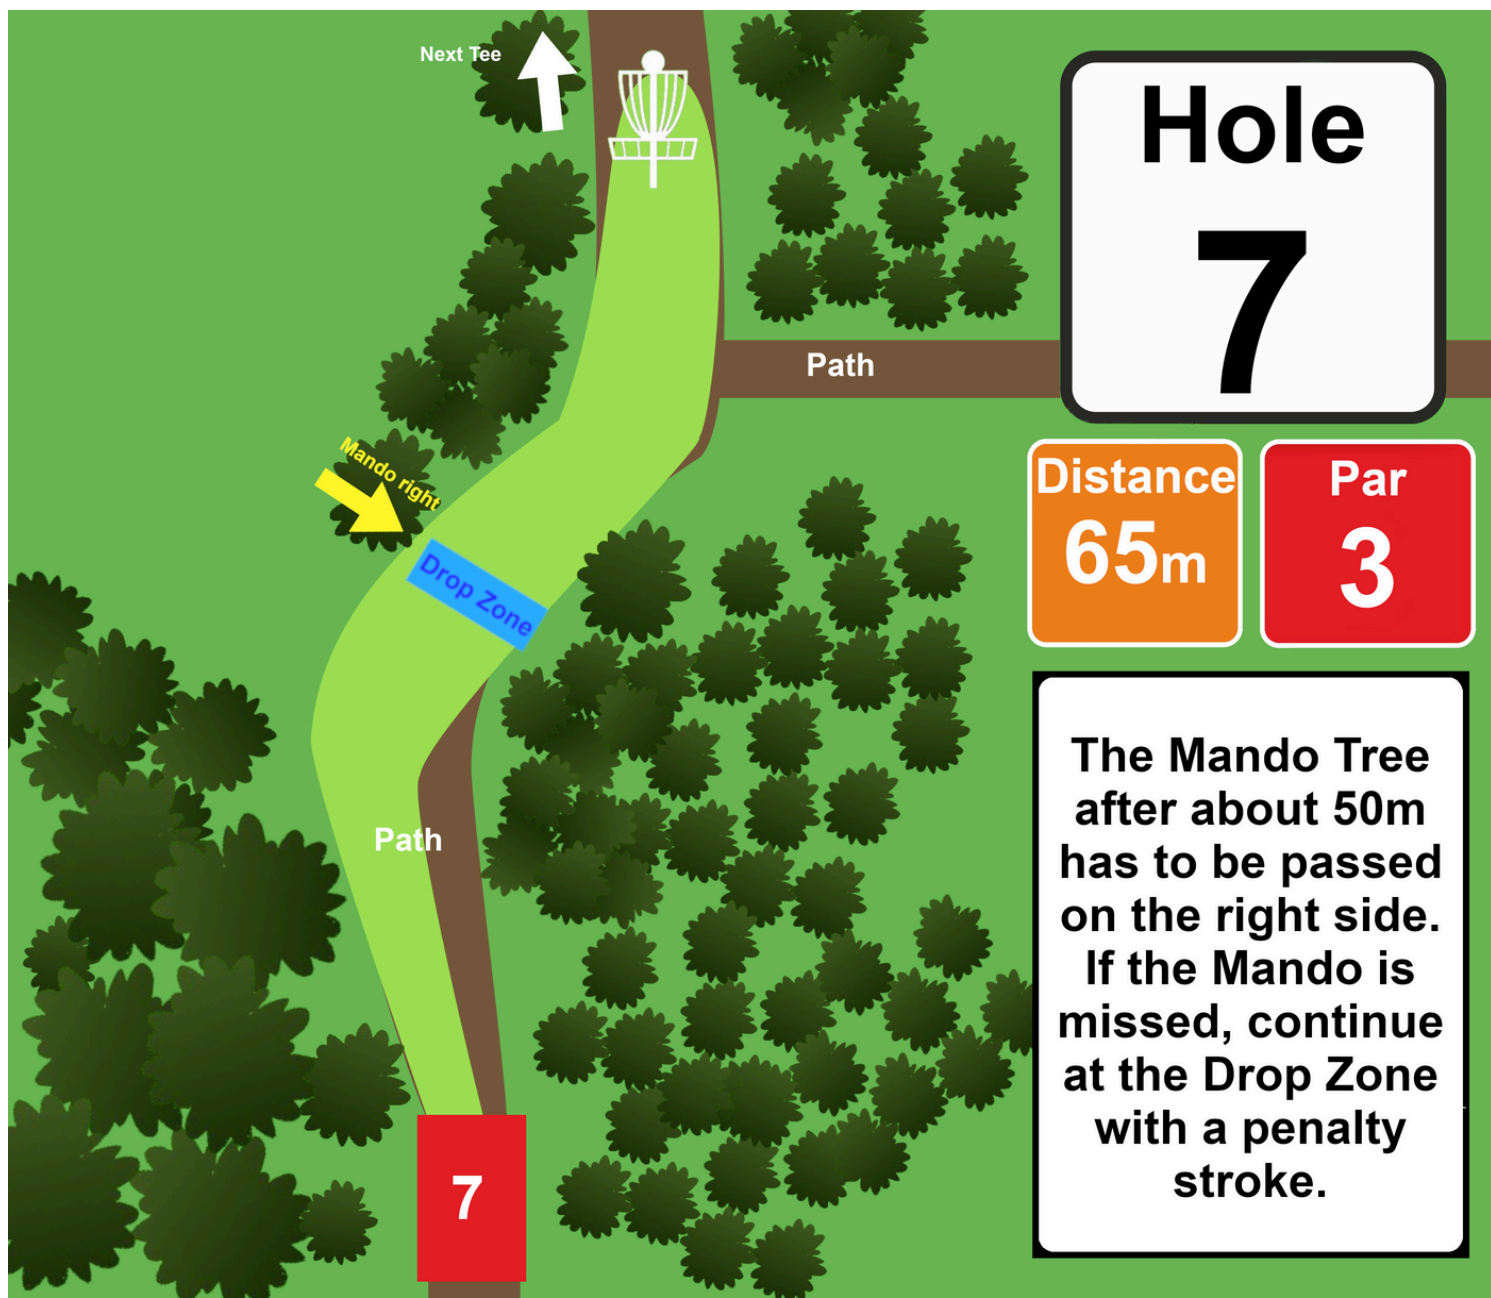 Next Tee
Hole
7
Path
Mando right
Distance
65m
Par
3
Drop Zone
The Mando Tree
after about 50m
has to be passed
on the right side.
If the Mando is
missed, continue
at the Drop Zone
with a penalty
stroke.
Path
7